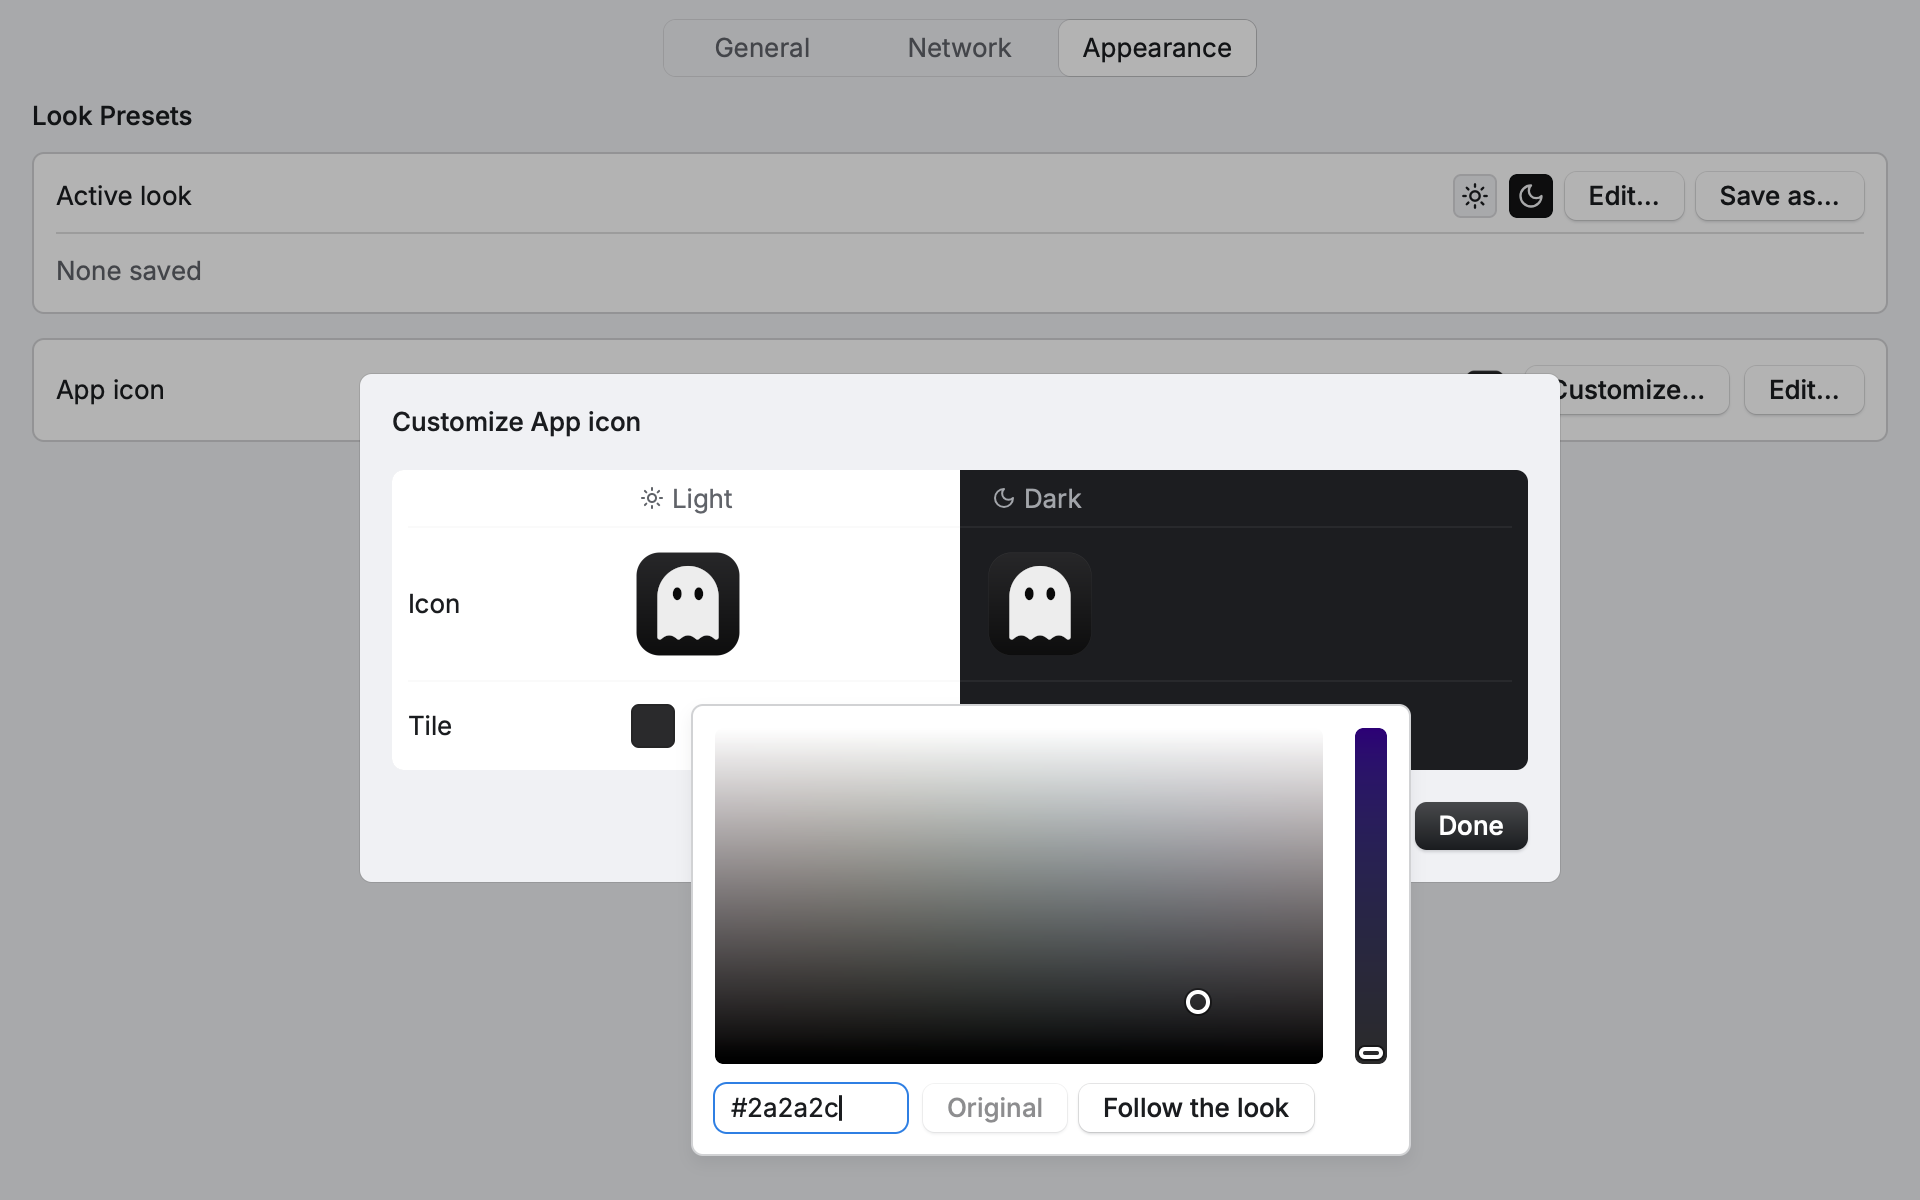 General
Network
Appearance
Look Presets
Active look
Edit...
Save as...
None saved
App icon
Customize...
Edit...
Customize App icon
Light
Dark
Icon
Tile
Done
#2a2a2c
Original
Follow the look